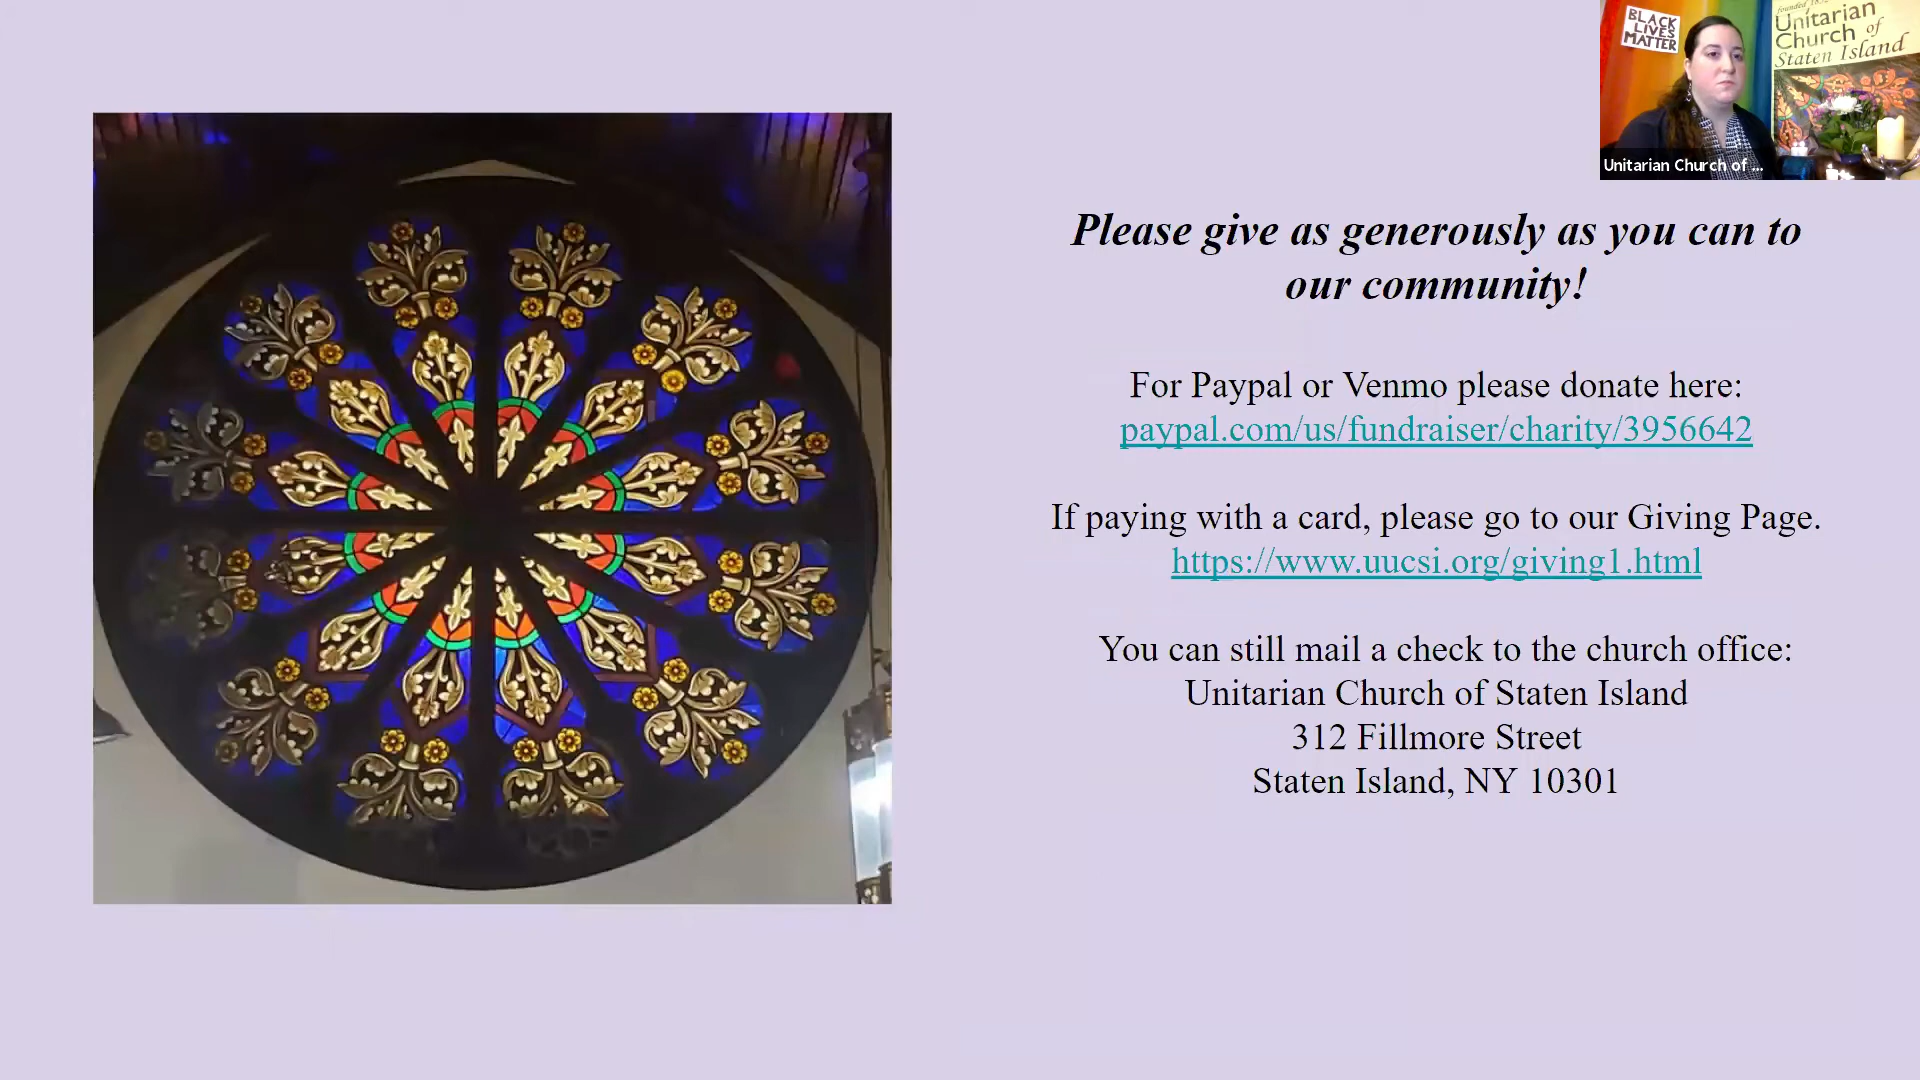 BLACK
LIVES
MATTER
founded 1852
Unitarian
Church of
Staten Island
Unitarian Church of ...
Please give as generously as you can to
our community!
For Paypal or Venmo please donate here:
paypal.com/us/fundraiser/charity/3956642
If paying with a card, please go to our Giving Page.
https://www.uucsi.org/giving1.html
You can still mail a check to the church office:
Unitarian Church of Staten Island
312 Fillmore Street
Staten Island, NY 10301